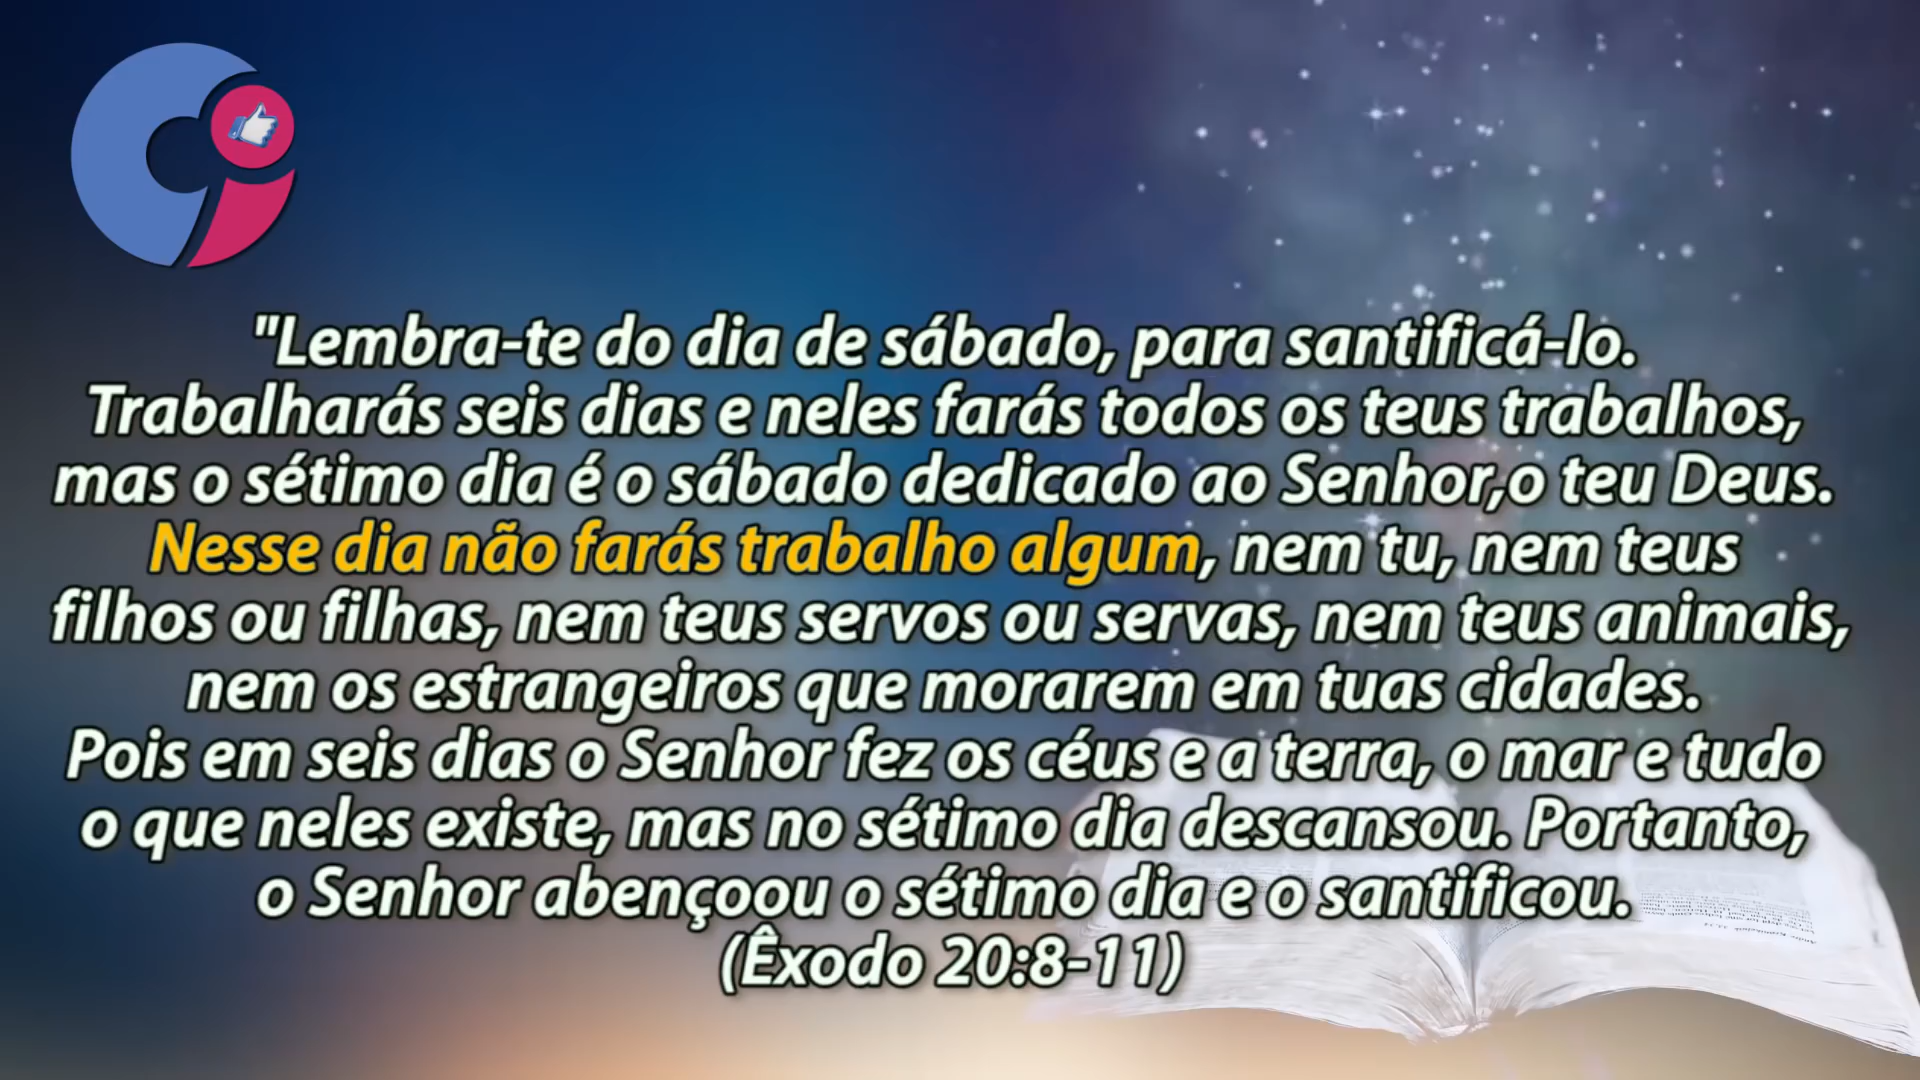 "Lembra-te do dia de sábado, para santificá-lo.
Trabalharás seis dias e neles farás todos os teus trabalhos,
mas o sétimo dia é o sábado dedicado ao Senhor,o teu Deus.
Nesse dia não farás trabalho algum, nem tu, nem teus
filhos ou filhas, nem teus servos ou servas, nem teus animais,
nem os estrangeiros que morarem em tuas cidades.
Pois em seis dias o Senhor fez os céus e a terra, o mar e tudo
o que neles existe, mas no sétimo dia descansou. Portanto,
o Senhor abençoou o sétimo dia e o santificou.
(Êxodo 20:8-11)